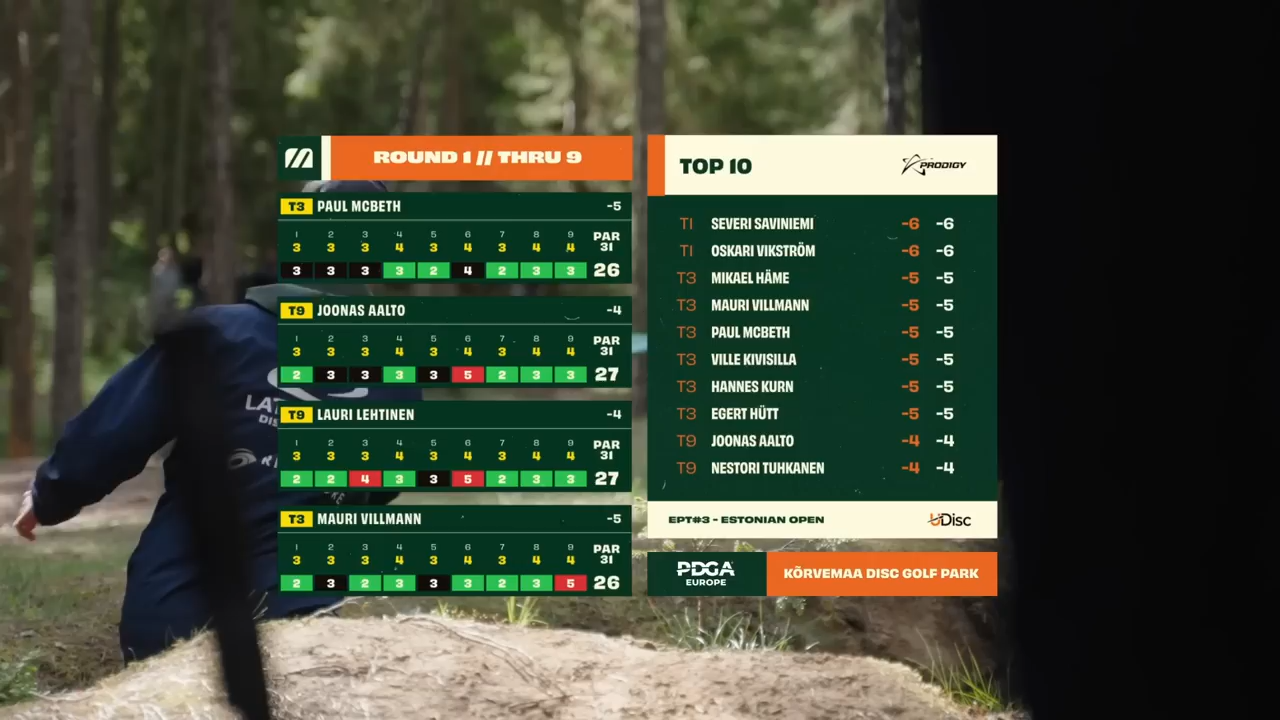 ROUND 1 // THRU 9
T3 PAUL MCBETH -5
1 2 3 4 5 6 7 8 9 PAR
3 3 3 4 3 4 3 4 4 31
3 3 3 3 2 4 2 3 3 26
T9 JOONAS AALTO -4
1 2 3 4 5 6 7 8 9 PAR
3 3 3 4 3 4 3 4 4 31
2 3 3 3 3 5 2 3 3 27
T9 LAURI LEHTINEN -4
1 2 3 4 5 6 7 8 9 PAR
3 3 3 4 3 4 3 4 4 31
2 2 4 3 3 5 2 3 3 27
T3 MAURI VILLMANN -5
1 2 3 4 5 6 7 8 9 PAR
3 3 3 4 3 4 3 4 4 31
2 3 2 3 3 3 2 3 5 26
TOP 10 PRODIGY
T1 SEVERI SAVINIEMI -6 -6
T1 OSKARI VIKSTRÖM -6 -6
T3 MIKAEL HÄME -5 -5
T3 MAURI VILLMANN -5 -5
T3 PAUL MCBETH -5 -5
T3 VILLE KIVISILLA -5 -5
T3 HANNES KURN -5 -5
T3 EGERT HÜTT -5 -5
T9 JOONAS AALTO -4 -4
T9 NESTORI TUHKANEN -4 -4
EPT#3 - ESTONIAN OPEN UDisc
PDGA EUROPE KÕRVEMAA DISC GOLF PARK
LAT
DIS